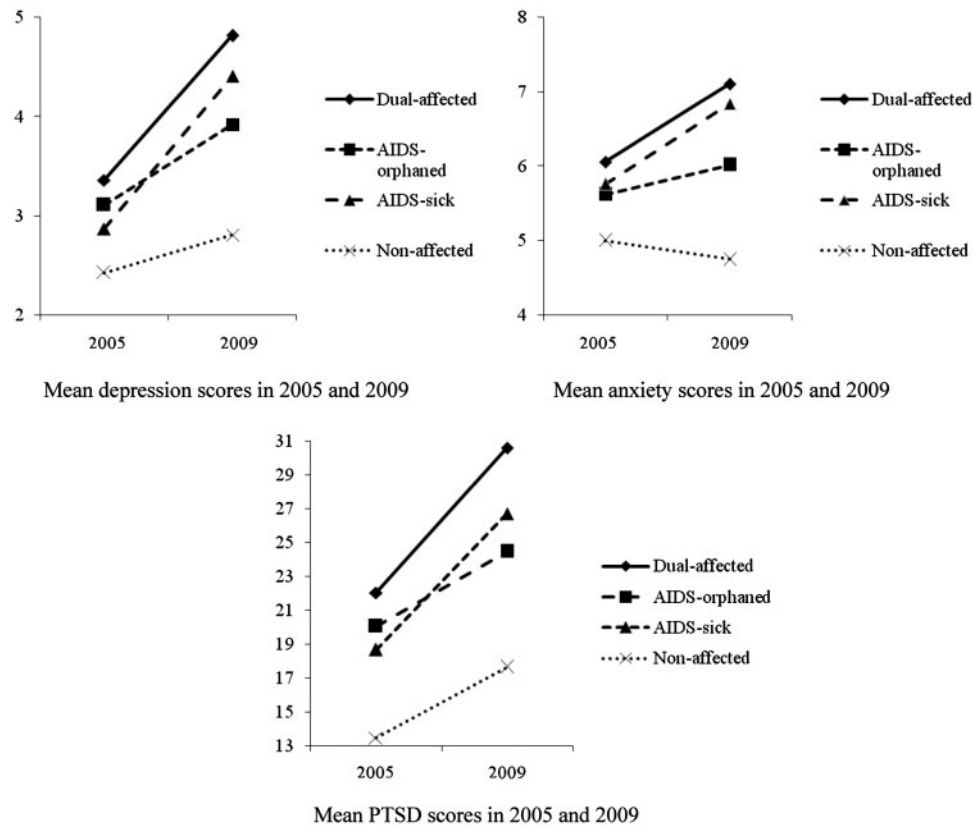 5
4
3
2
2005
2009
Dual-affected
AIDS-
orphaned
AIDS-sick
Non-affected
Mean depression scores in 2005 and 2009
8
7
6
5
4
2005
2009
Dual-affected
AIDS-
orphaned
AIDS-sick
Non-affected
Mean anxiety scores in 2005 and 2009
31
29
27
25
23
21
19
17
15
13
2005
2009
Dual-affected
AIDS-orphaned
AIDS-sick
Non-affected
Mean PTSD scores in 2005 and 2009